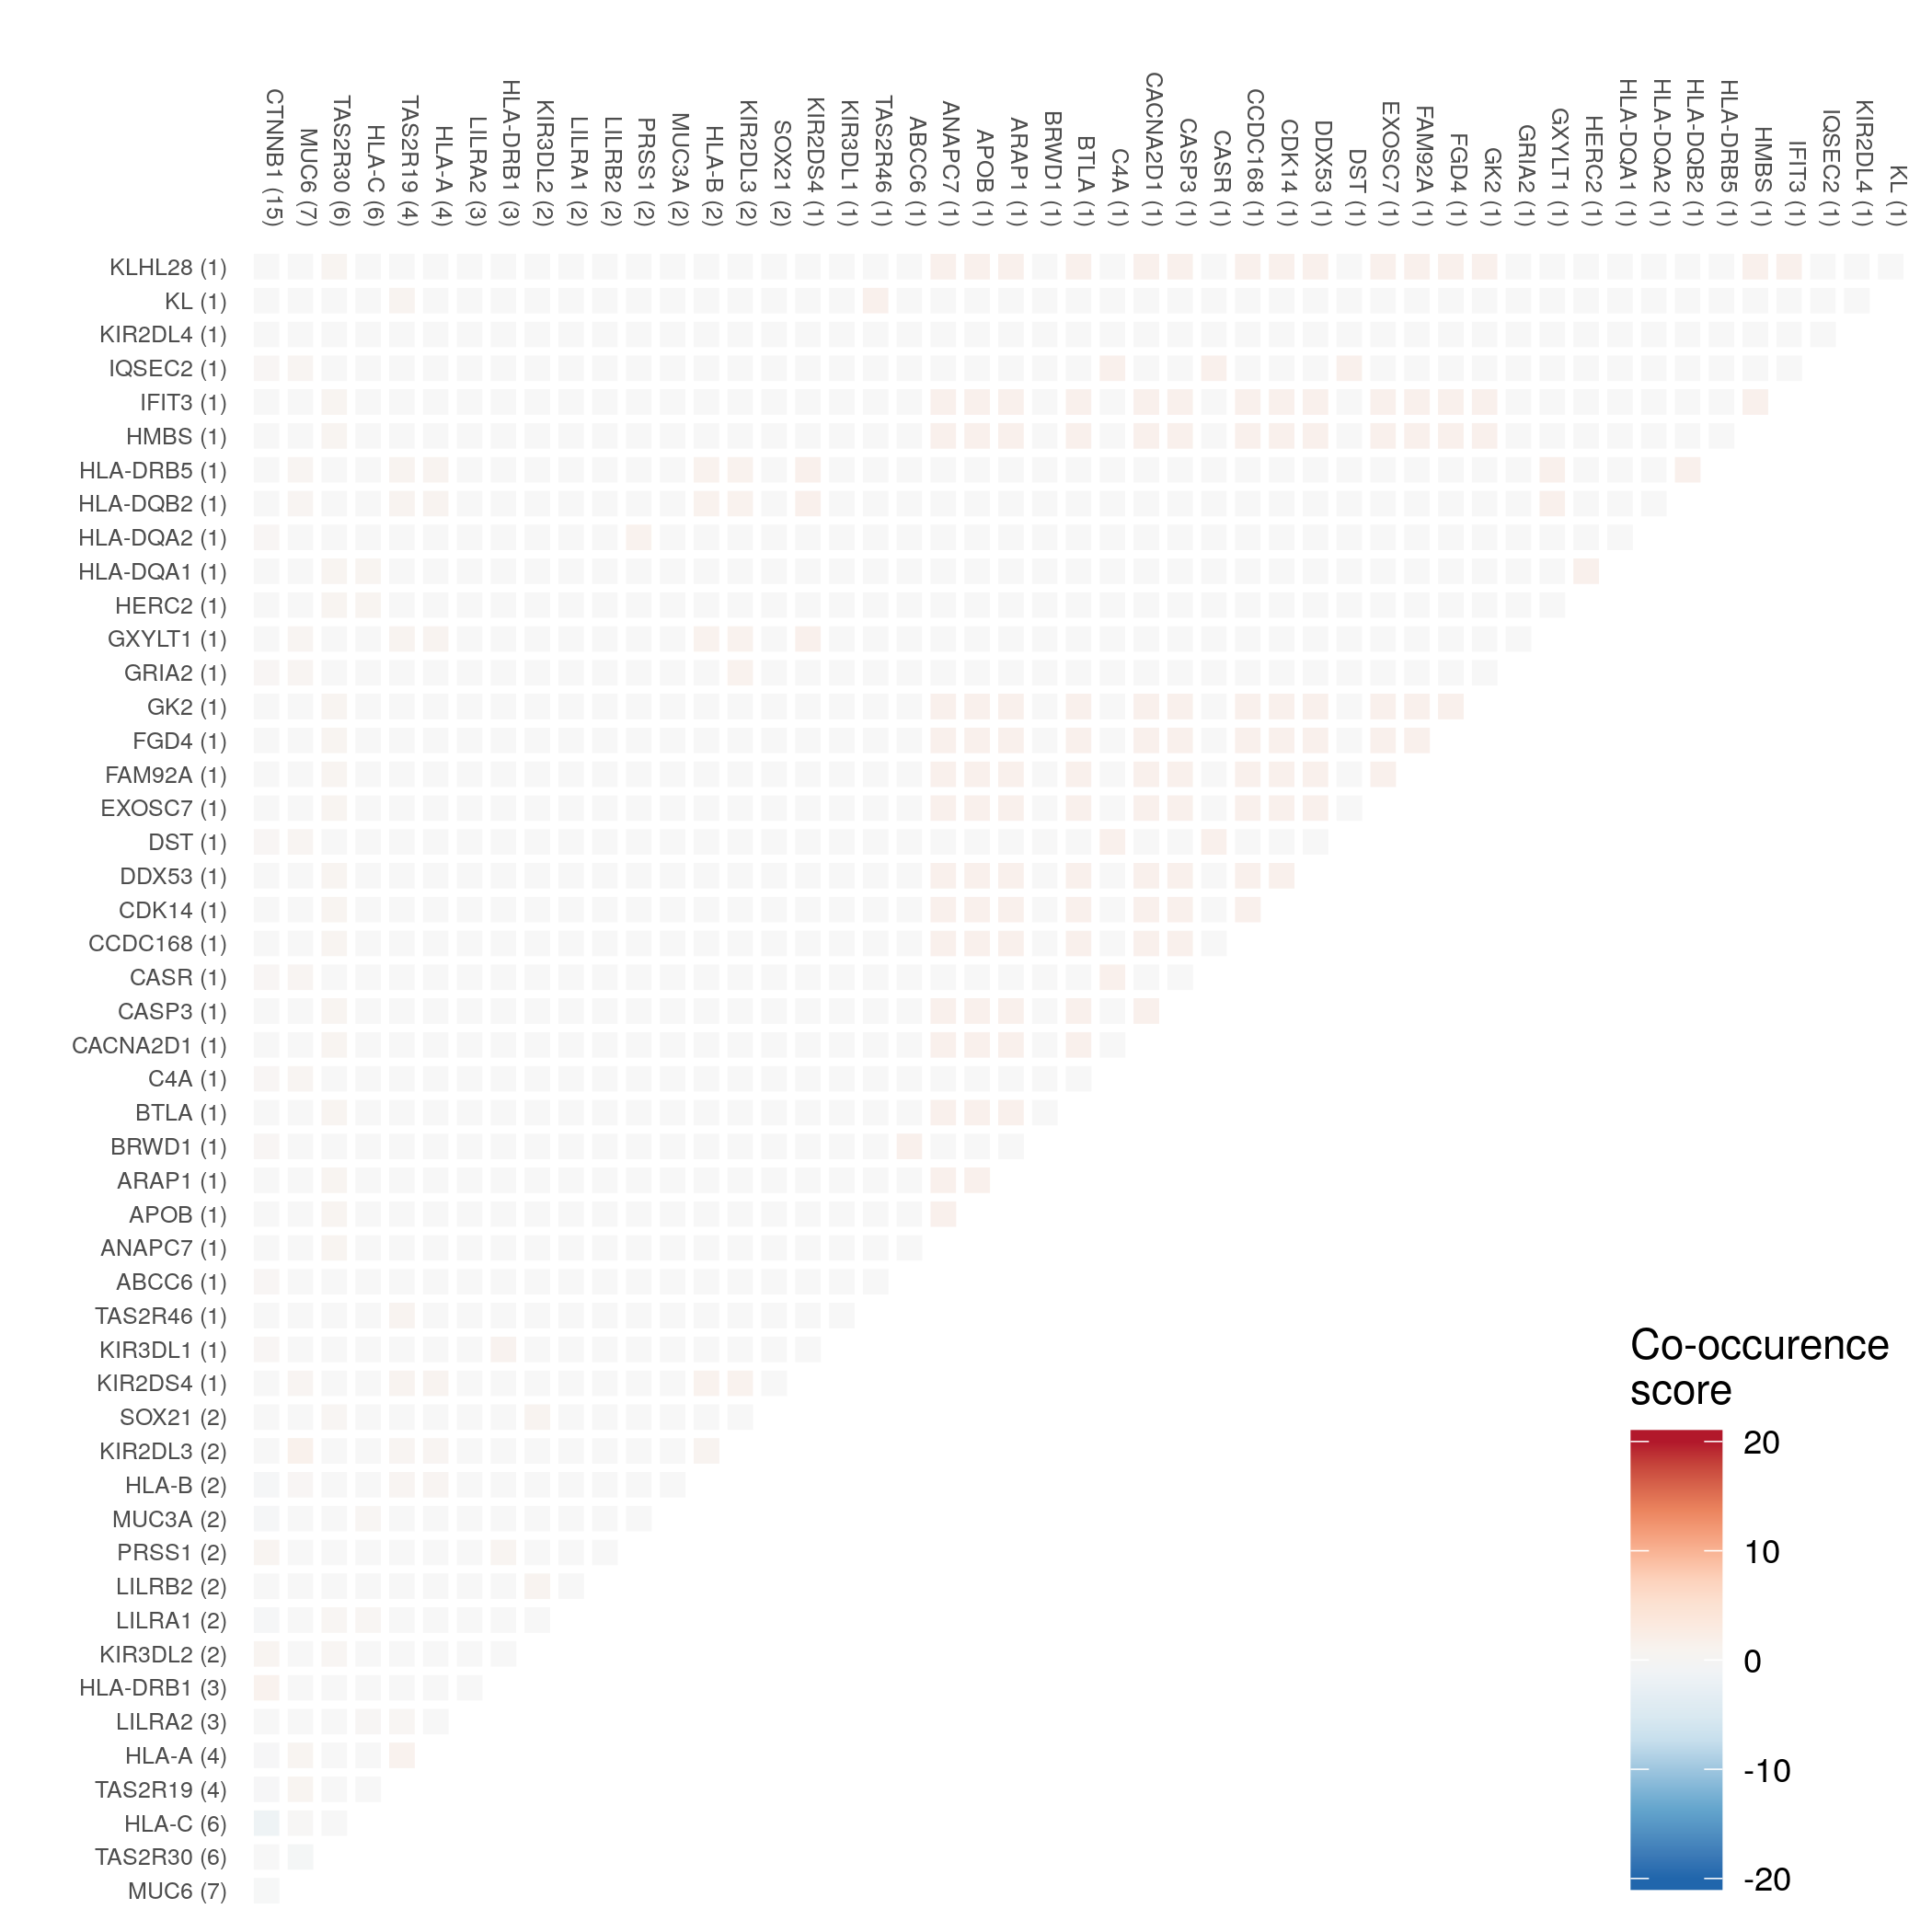 CTNNB1 (15)
MUC6 (7)
TAS2R30 (6)
HLA-C (6)
TAS2R19 (4)
HLA-A (4)
LILRA2 (3)
HLA-DRB1 (3)
KIR3DL2 (2)
LILRA1 (2)
LILRB2 (2)
PRSS1 (2)
MUC3A (2)
HLA-B (2)
KIR2DL3 (2)
SOX21 (2)
KIR2DS4 (1)
KIR3DL1 (1)
TAS2R46 (1)
ABCC6 (1)
ANAPC7 (1)
APOB (1)
ARAP1 (1)
BRWD1 (1)
BTLA (1)
C4A (1)
CACNA2D1 (1)
CASP3 (1)
CASR (1)
CCDC168 (1)
CDK14 (1)
DDX53 (1)
DST (1)
EXOSC7 (1)
FAM92A (1)
FGD4 (1)
GK2 (1)
GRIA2 (1)
GXYLT1 (1)
HERC2 (1)
HLA-DQA1 (1)
HLA-DQA2 (1)
HLA-DQB2 (1)
HLA-DRB5 (1)
HMBS (1)
IFIT3 (1)
IQSEC2 (1)
KIR2DL4 (1)
KL (1)
KLHL28 (1)
KL (1)
KIR2DL4 (1)
IQSEC2 (1)
IFIT3 (1)
HMBS (1)
HLA-DRB5 (1)
HLA-DQB2 (1)
HLA-DQA2 (1)
HLA-DQA1 (1)
HERC2 (1)
GXYLT1 (1)
GRIA2 (1)
GK2 (1)
FGD4 (1)
FAM92A (1)
EXOSC7 (1)
DST (1)
DDX53 (1)
CDK14 (1)
CCDC168 (1)
CASR (1)
CASP3 (1)
CACNA2D1 (1)
C4A (1)
BTLA (1)
BRWD1 (1)
ARAP1 (1)
APOB (1)
ANAPC7 (1)
ABCC6 (1)
TAS2R46 (1)
KIR3DL1 (1)
KIR2DS4 (1)
SOX21 (2)
KIR2DL3 (2)
HLA-B (2)
MUC3A (2)
PRSS1 (2)
LILRB2 (2)
LILRA1 (2)
KIR3DL2 (2)
HLA-DRB1 (3)
LILRA2 (3)
HLA-A (4)
TAS2R19 (4)
HLA-C (6)
TAS2R30 (6)
MUC6 (7)
Co-occurence
score
20
10
0
-10
-20